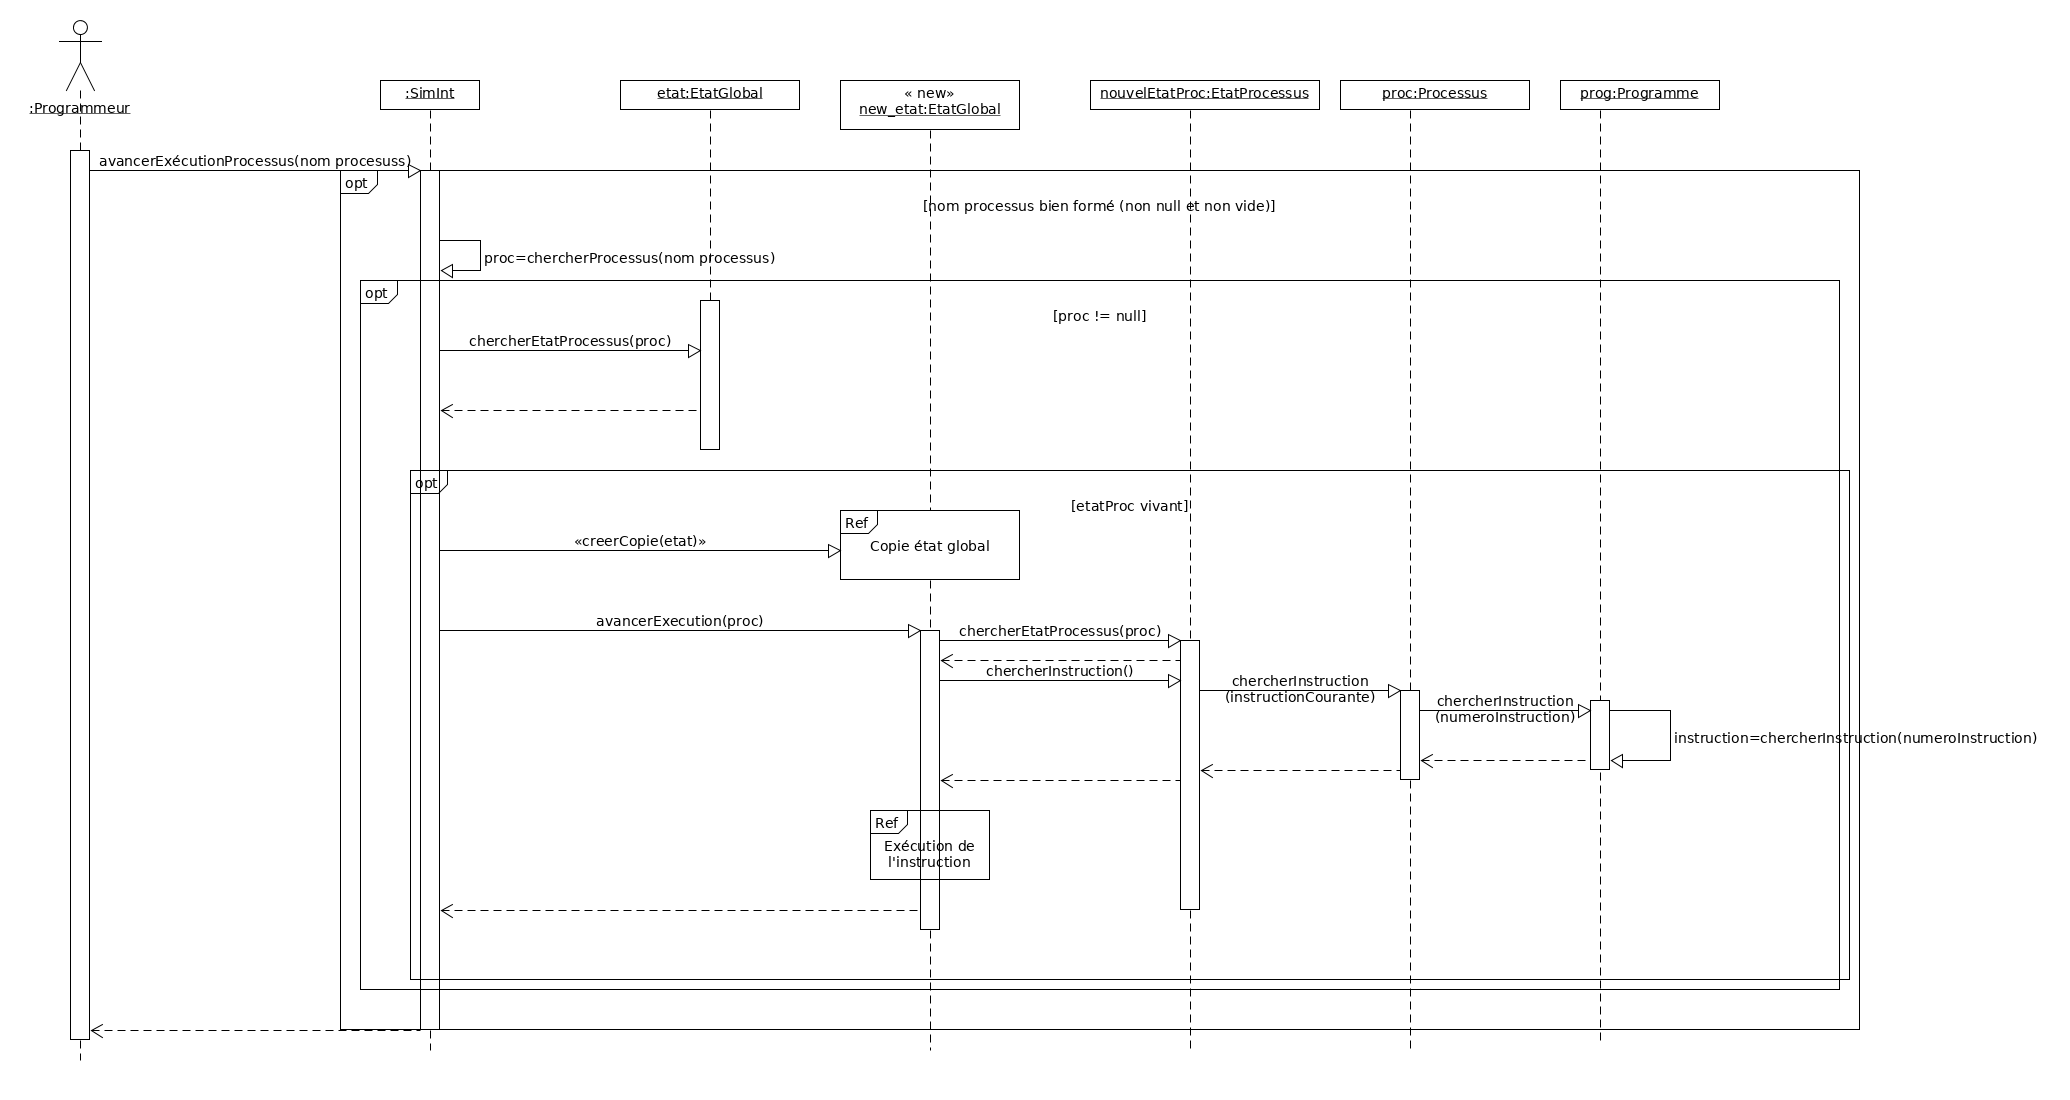 :Programmeur
:SimInt
etat:EtatGlobal
« new»
new_etat:EtatGlobal
nouvelEtatProc:EtatProcessus
proc:Processus
prog:Programme
avancerExécutionProcessus(nom procesuss)
opt
[nom processus bien formé (non null et non vide)]
proc=chercherProcessus(nom processus)
opt
[proc != null]
chercherEtatProcessus(proc)
opt
[etatProc vivant]
Ref
Copie état global
«creerCopie(etat)»
avancerExecution(proc)
chercherEtatProcessus(proc)
chercherInstruction()
chercherInstruction
(instructionCourante)
chercherInstruction
(numeroInstruction)
instruction=chercherInstruction(numeroInstruction)
Ref
Exécution de
l'instruction